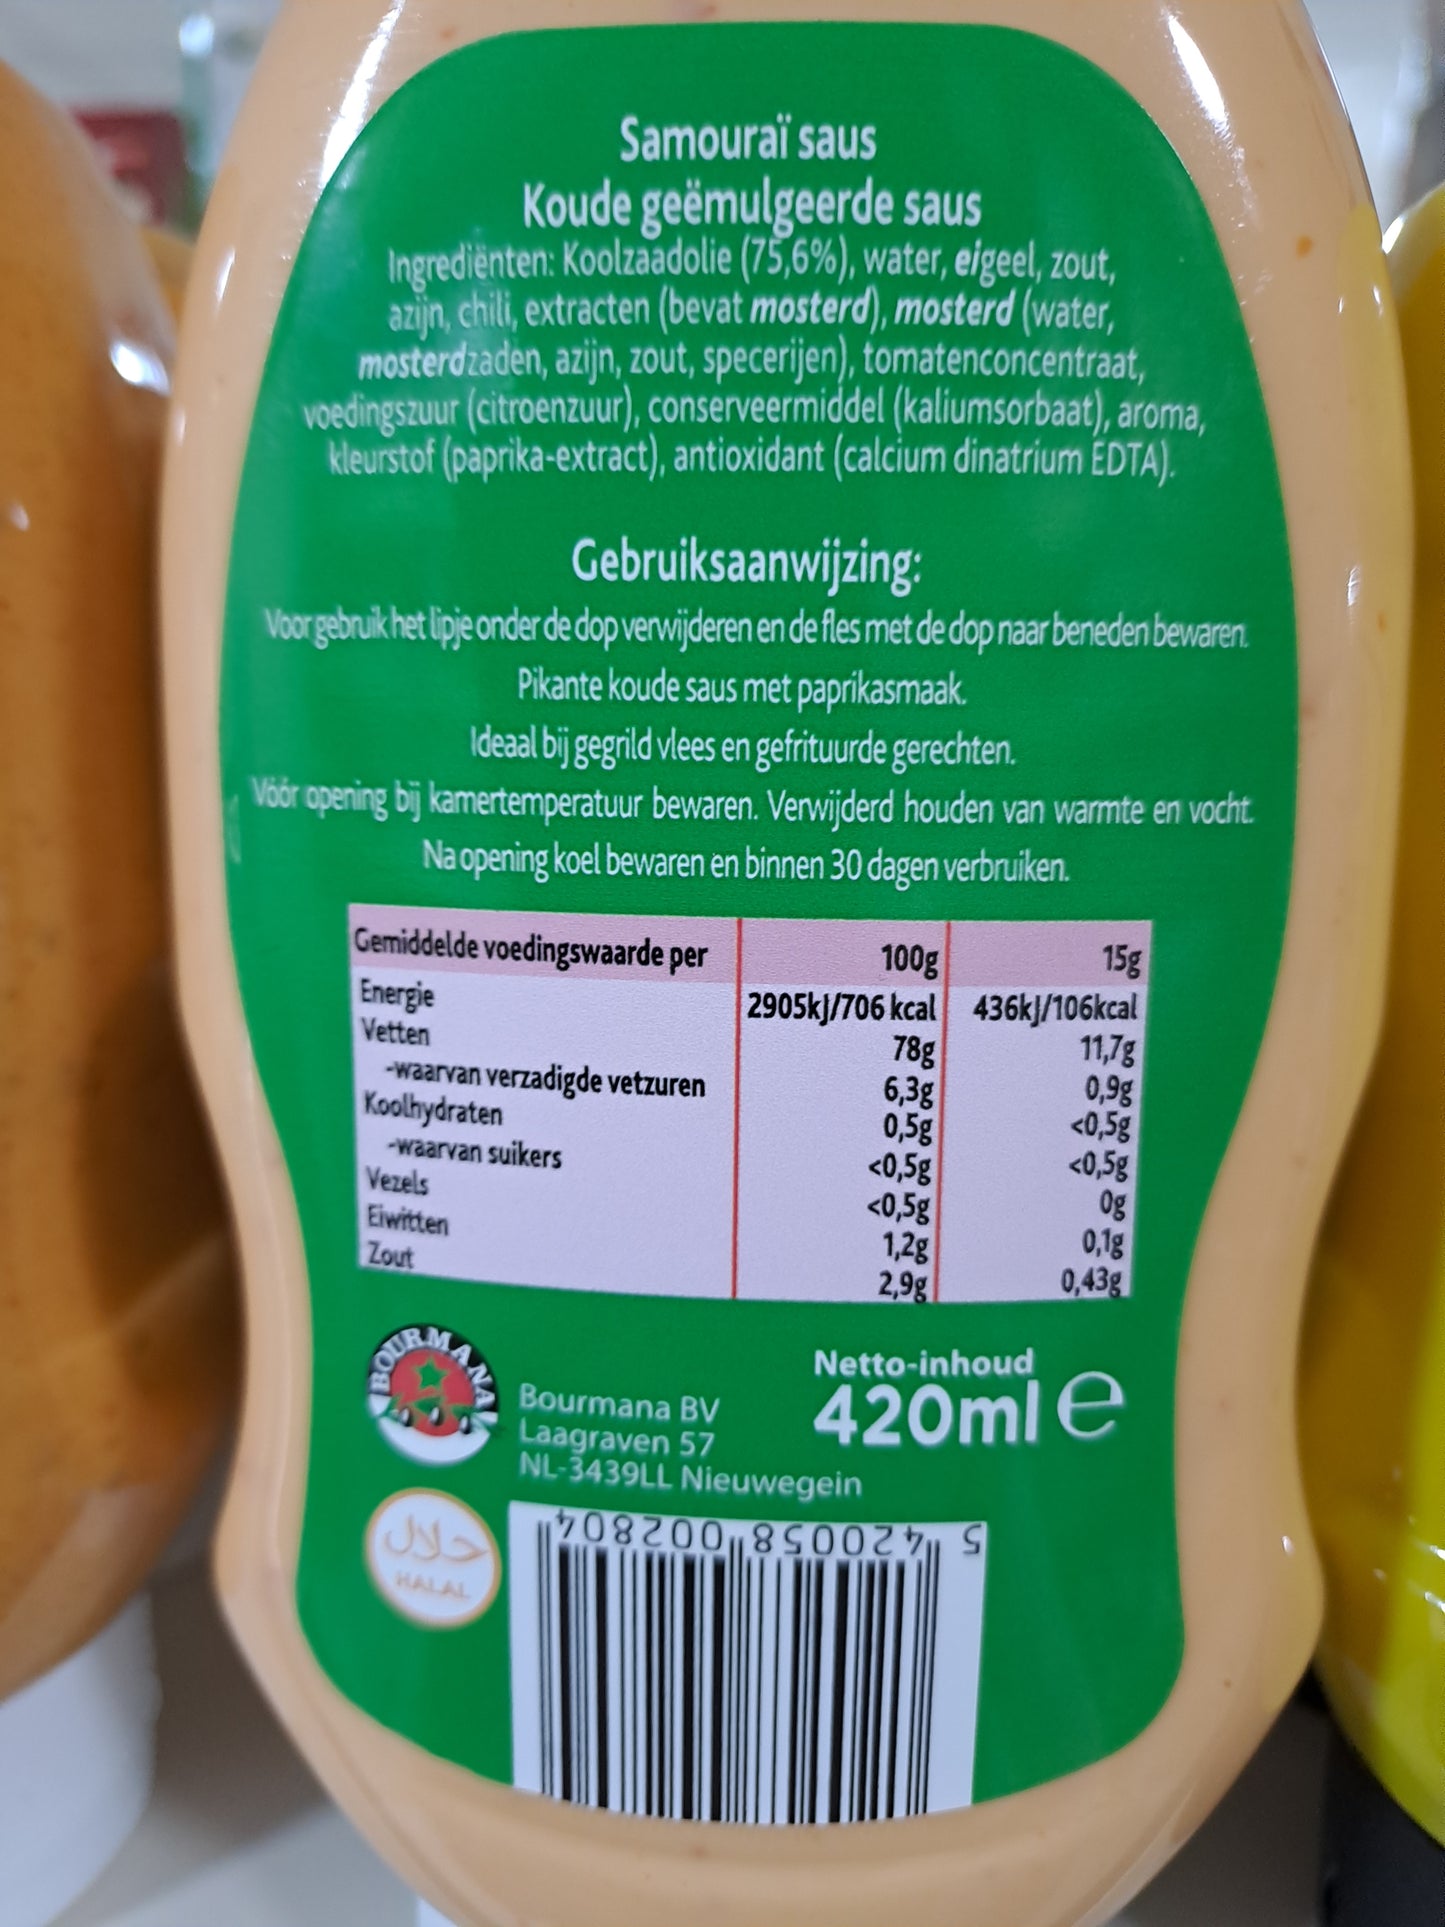 Samouraï saus
Koude geëmulgeerde saus
Ingrediënten: Koolzaadolie (75,6%), water, eigeel, zout,
azijn, chili, extracten (bevat mosterd), mosterd (water,
mosterdzaden, azijn, zout, specerijen), tomatenconcentraat,
voedingszuur (citroenzuur), conserveermiddel (kaliumsorbaat), aroma,
kleurstof (paprika-extract), antioxidant (calcium dinatrium EDTA).
Gebruiksaanwijzing:
Voor gebruik het lipje onder de dop verwijderen en de fles met de dop naar beneden bewaren.
Pikante koude saus met paprikasmaak.
Ideaal bij gegrild vlees en gefrituurde gerechten.
Vóór opening bij kamertemperatuur bewaren. Verwijderd houden van warmte en vocht.
Na opening koel bewaren en binnen 30 dagen verbruiken.
Gemiddelde voedingswaarde per 100g 15g
Energie 2905kJ/706 kcal 436kJ/106kcal
Vetten 78g 11,7g
-waarvan verzadigde vetzuren 6,3g 0,9g
Koolhydraten 0,5g <0,5g
-waarvan suikers <0,5g <0,5g
Vezels <0,5g 0g
Eiwitten 1,2g 0,1g
Zout 2,9g 0,43g
BOURMANA
Bourmana BV
Laagraven 57
NL-3439LL Nieuwegein
Netto-inhoud
420ml e
حلال
HALAL
5 420058 002804